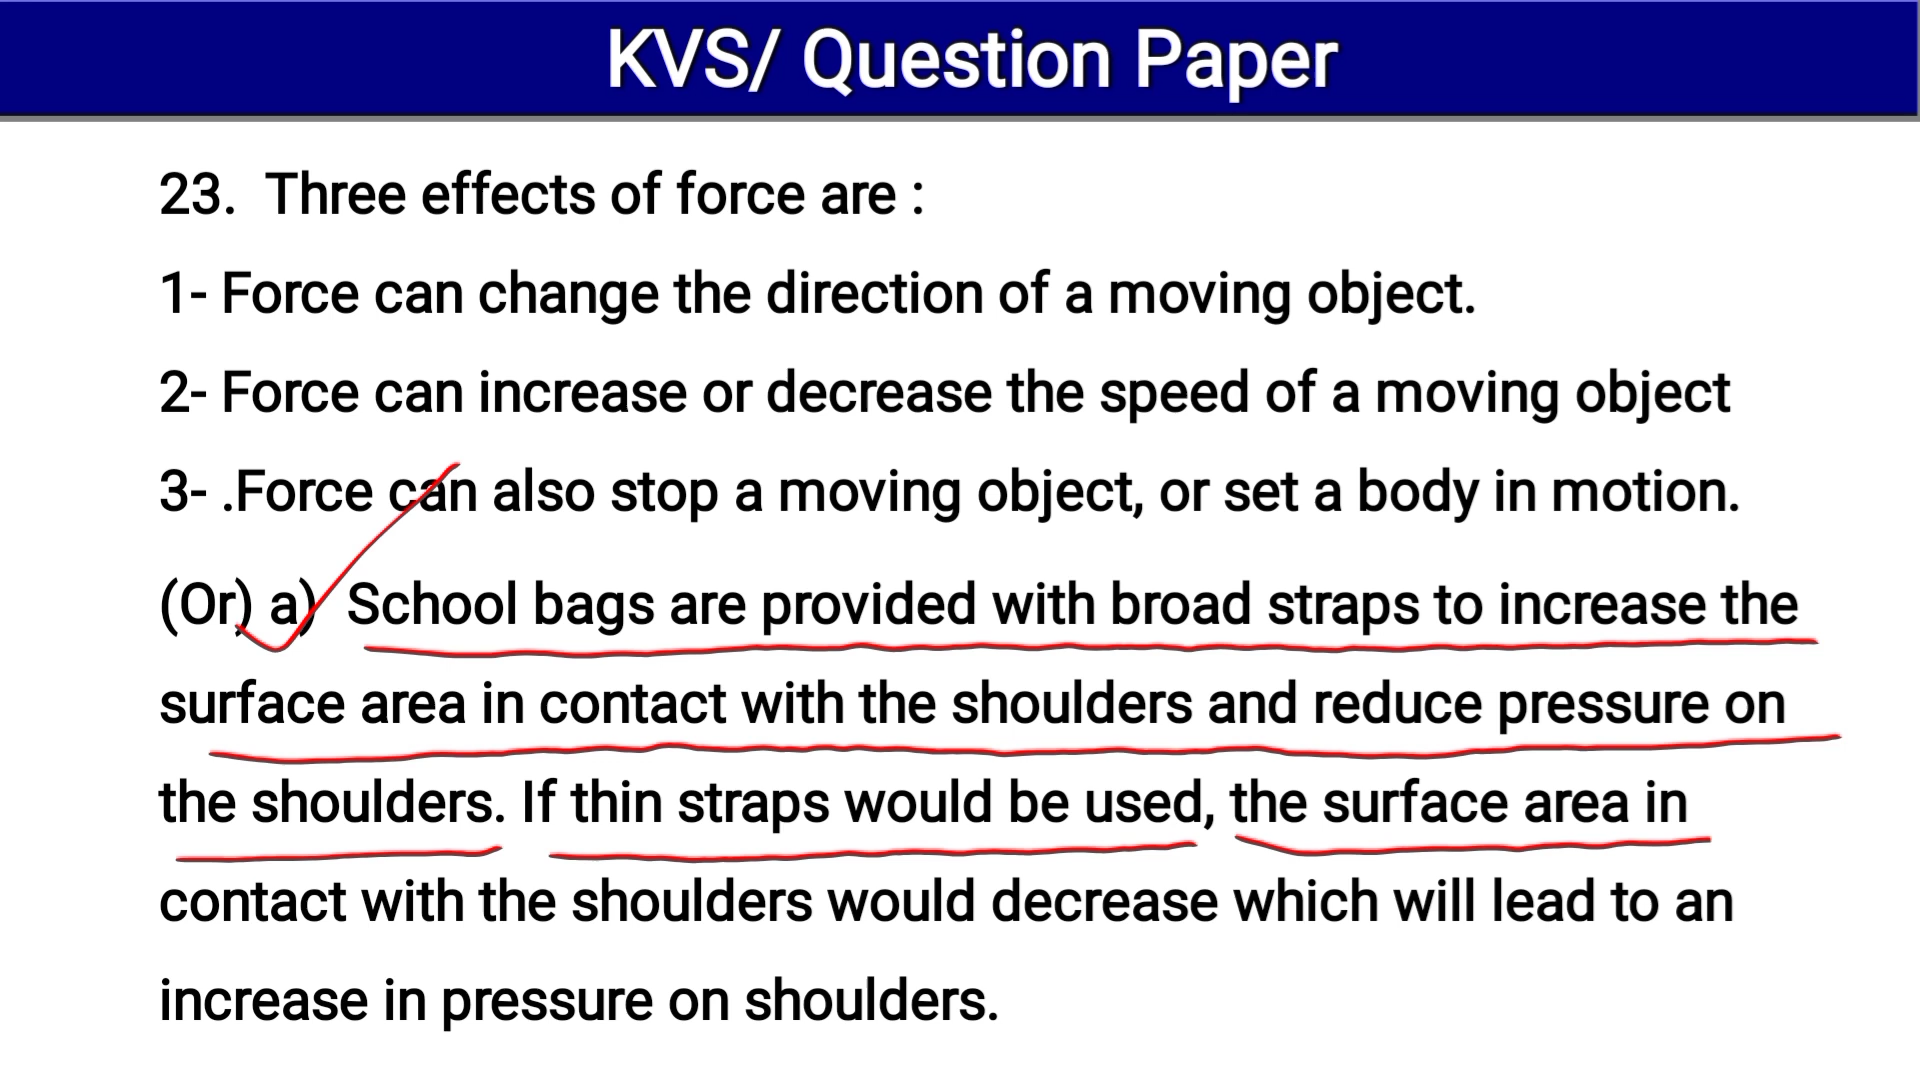 KVS/ Question Paper
23. Three effects of force are :
1- Force can change the direction of a moving object.
2- Force can increase or decrease the speed of a moving object
3- .Force can also stop a moving object, or set a body in motion.
(Or) a) School bags are provided with broad straps to increase the
surface area in contact with the shoulders and reduce pressure on
the shoulders. If thin straps would be used, the surface area in
contact with the shoulders would decrease which will lead to an
increase in pressure on shoulders.